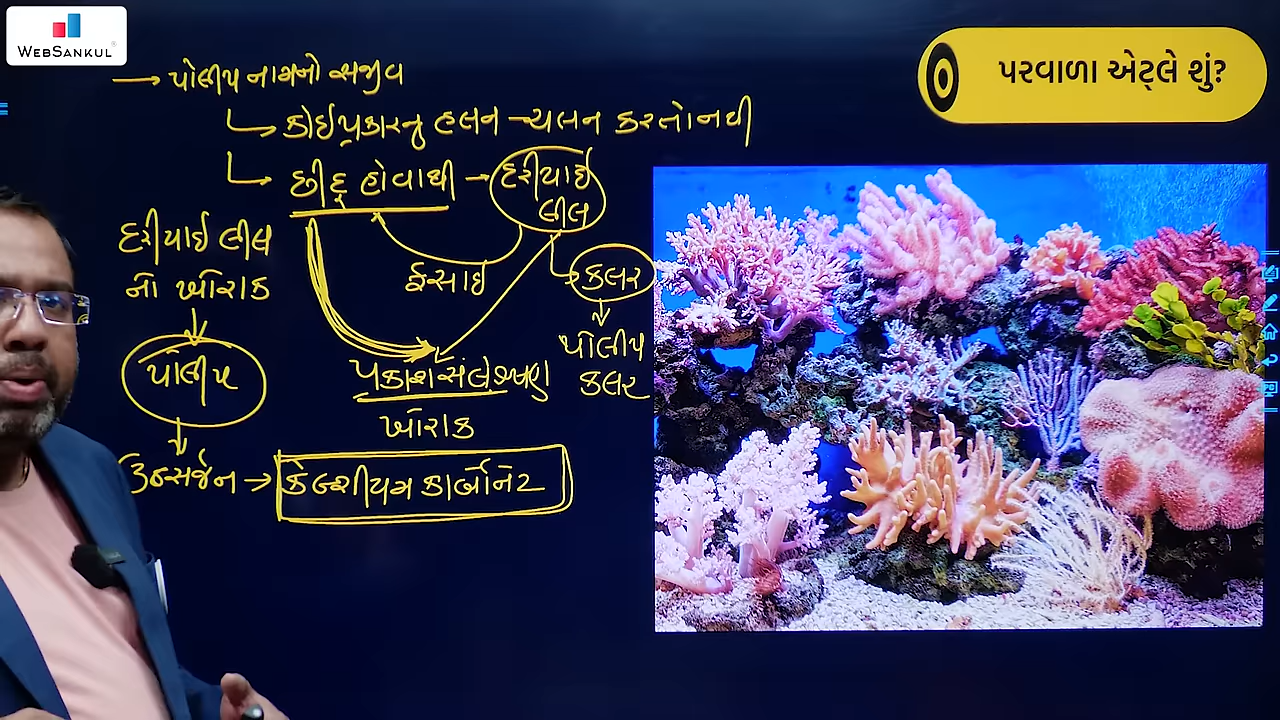 WEBSANKUL®
પરવાળા એટલે શું?
→ પોલીપ નામનો સજીવ
કોઈપ્રકારનુ હલન-ચલન કરતો નથી
છીદ્ર હોવાથી → દરીયાઈ લીલ
દરીયાઈ લીલ
નો ખોરાક
ફસાઈ
કલર
પોલીપ
પોલીપ
કલર
પ્રકાશસંલેશ્ષણ
ખોરાક
ઉત્સર્જન → કેલ્શીયમ કાર્બોનેટ